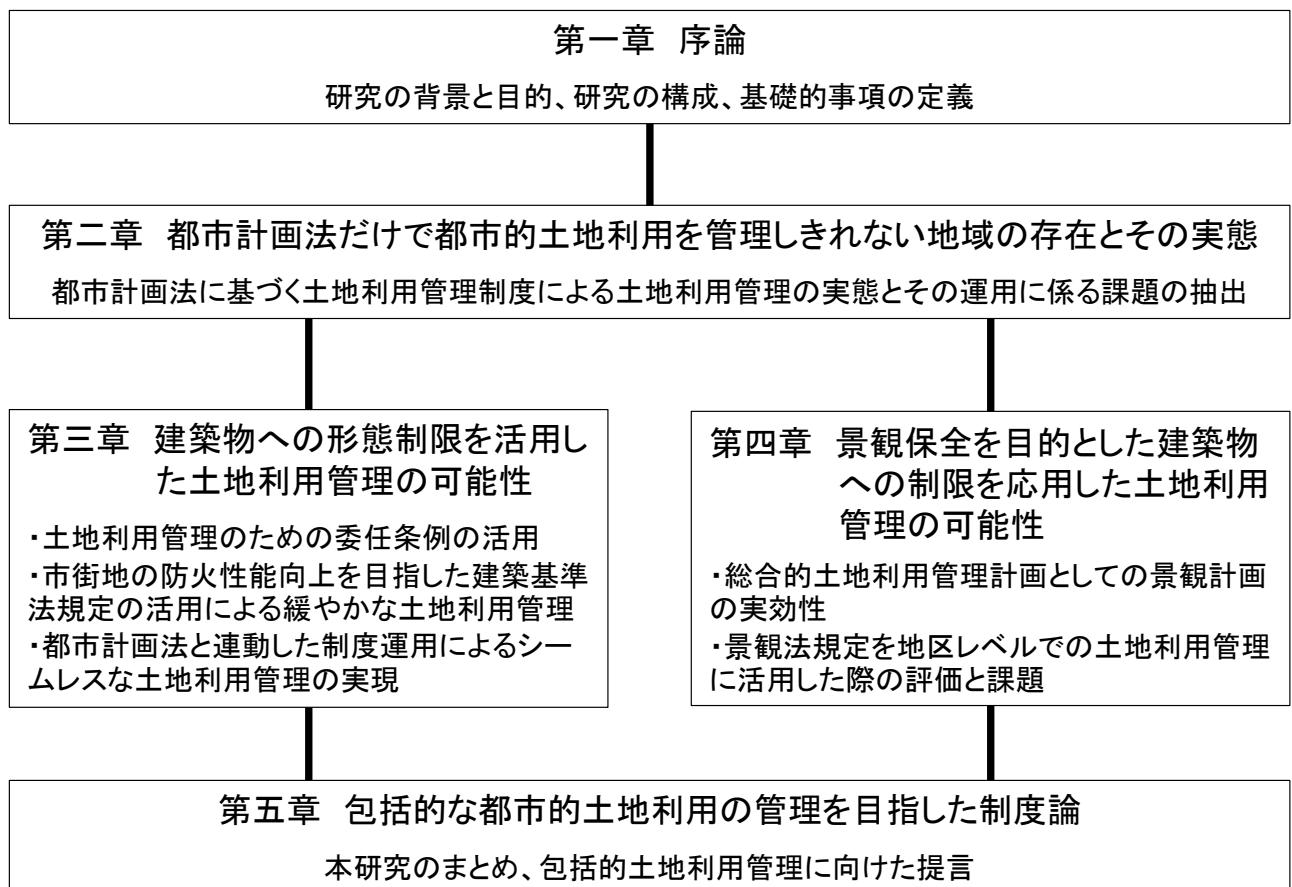 第一章 序論
研究の背景と目的、研究の構成、基礎的事項の定義
第二章 都市計画法だけで都市的土地利用を管理しきれない地域の存在とその実態
都市計画法に基づく土地利用管理制度による土地利用管理の実態とその運用に係る課題の抽出
第三章 建築物への形態制限を活用し
た土地利用管理の可能性
・土地利用管理のための委任条例の活用
・市街地の防火性能向上を目指した建築基準
法規定の活用による緩やかな土地利用管理
・都市計画法と連動した制度運用によるシー
ムレスな土地利用管理の実現
第四章 景観保全を目的とした建築物
への制限を応用した土地利用
管理の可能性
・総合的土地利用管理計画としての景観計画
の実効性
・景観法規定を地区レベルでの土地利用管理
に活用した際の評価と課題
第五章 包括的な都市的土地利用の管理を目指した制度論
本研究のまとめ、包括的土地利用管理に向けた提言